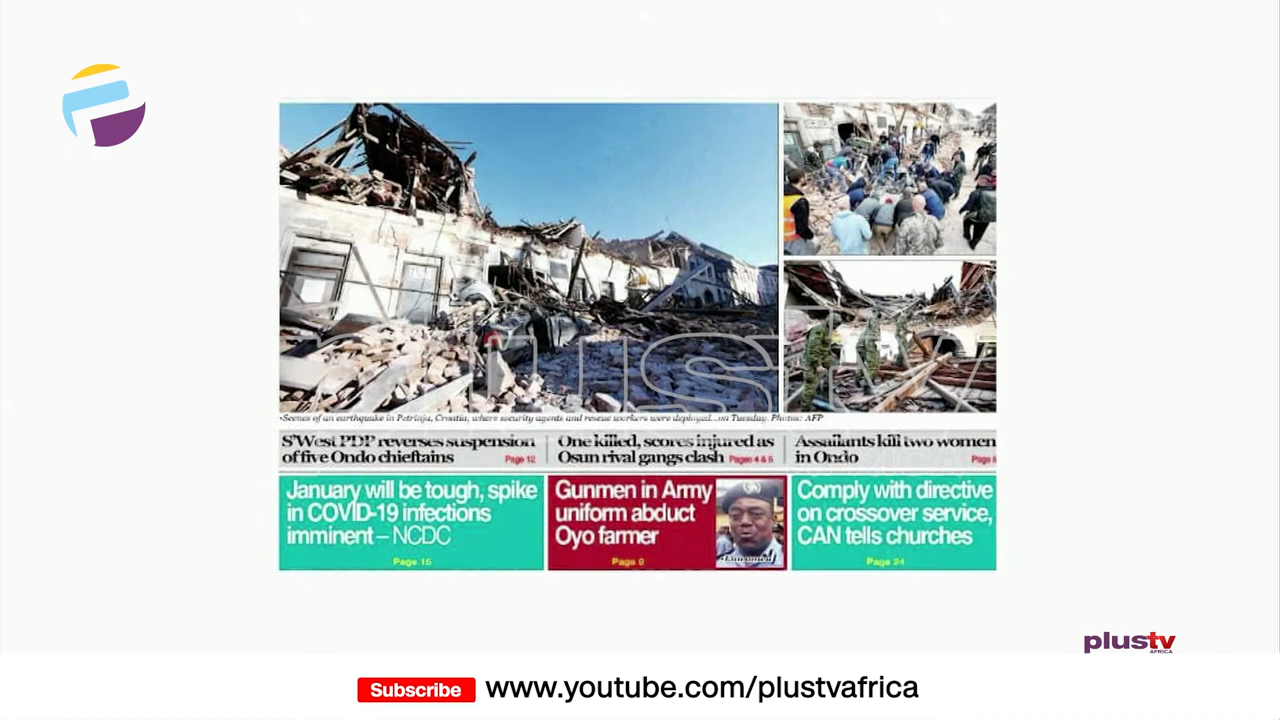 •Scenes of an earthquake in Petrinja, Croatia, where security agents and rescue workers were deployed...on Tuesday. Photos: AFP
S'West PDP reverses suspension
of five Ondo chieftains Page 12
One killed, scores injured as
Osun rival gangs clash Pages 4 & 5
Assailants kill two women
in Ondo Page
January will be tough, spike
in COVID-19 infections
imminent – NCDC
Page 15
Gunmen in Army
uniform abduct
Oyo farmer
Page 9
Comply with directive
on crossover service,
CAN tells churches
Page 24
plustv
AFRICA
plustv
AFRICA
Subscribe www.youtube.com/plustvafrica